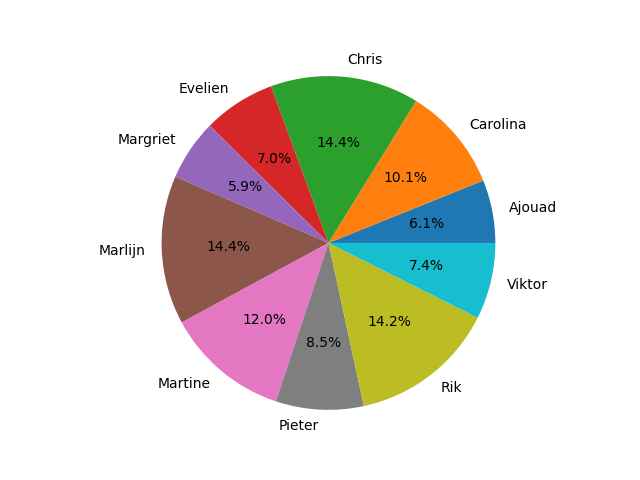 Chris
Evelien
Carolina
Margriet
14.4%
7.0%
10.1%
5.9%
Ajouad
6.1%
Marlijn
14.4%
7.4%
Viktor
12.0%
14.2%
8.5%
Martine
Rik
Pieter